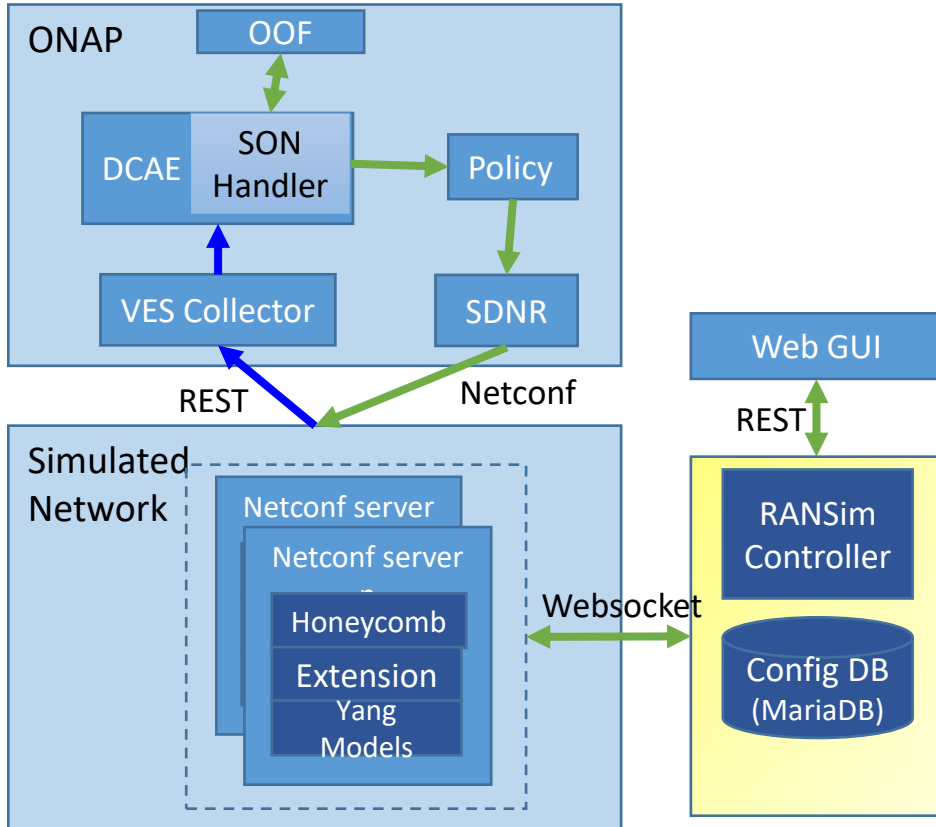 ONAP
OOF
DCAE
SON
Handler
Policy
VES Collector
SDNR
REST
Netconf
Web GUI
REST
Simulated
Network
Netconf server
Netconf server
Honeycomb
Extension
Yang
Models
Websocket
RANSim
Controller
Config DB
(MariaDB)